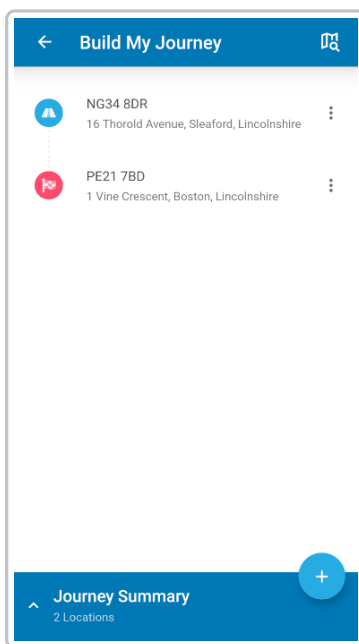 Build My Journey
NG34 8DR
16 Thorold Avenue, Sleaford, Lincolnshire
PE21 7BD
1 Vine Crescent, Boston, Lincolnshire
Journey Summary
2 Locations